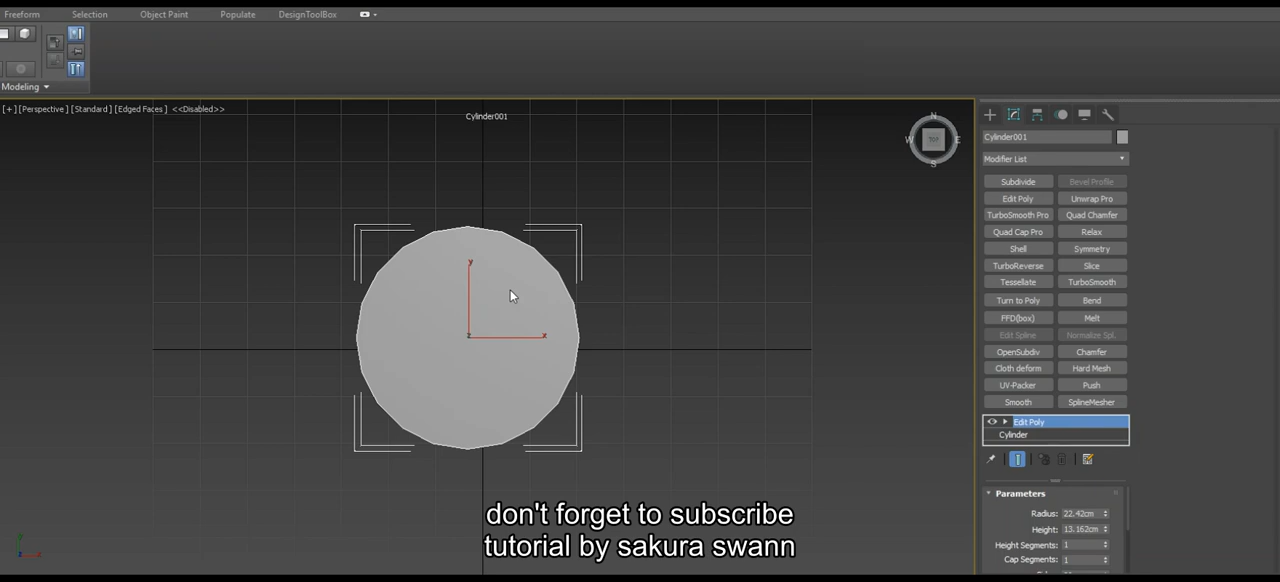 Freeform Selection Object Paint Populate DesignToolBox
Modeling
[+] [Perspective] [Standard] [Edged Faces] <<Disabled>>
Cylinder001
N
W TOP E
S
Cylinder001
Modifier List
Subdivide Bevel Profile
Edit Poly Unwrap Pro
TurboSmooth Pro Quad Chamfer
Quad Cap Pro Relax
Shell Symmetry
TurboReverse Slice
Tessellate TurboSmooth
Turn to Poly Bend
FFD(box) Melt
Edit Spline Normalize Spl.
OpenSubdiv Chamfer
Cloth deform Hard Mesh
UV-Packer Push
Smooth SplineMesher
Edit Poly
Cylinder
Parameters
Radius: 22.42cm
Height: 13.162cm
Height Segments: 1
Cap Segments: 1
y
z x
don't forget to subscribe
tutorial by sakura swann